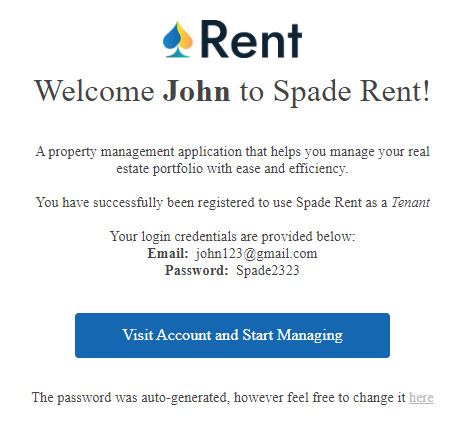 Rent
Welcome John to Spade Rent!
A property management application that helps you manage your real
estate portfolio with ease and efficiency.
You have successfully been registered to use Spade Rent as a Tenant
Your login credentials are provided below:
Email: john123@gmail.com
Password: Spade2323
Visit Account and Start Managing
The password was auto-generated, however feel free to change it here